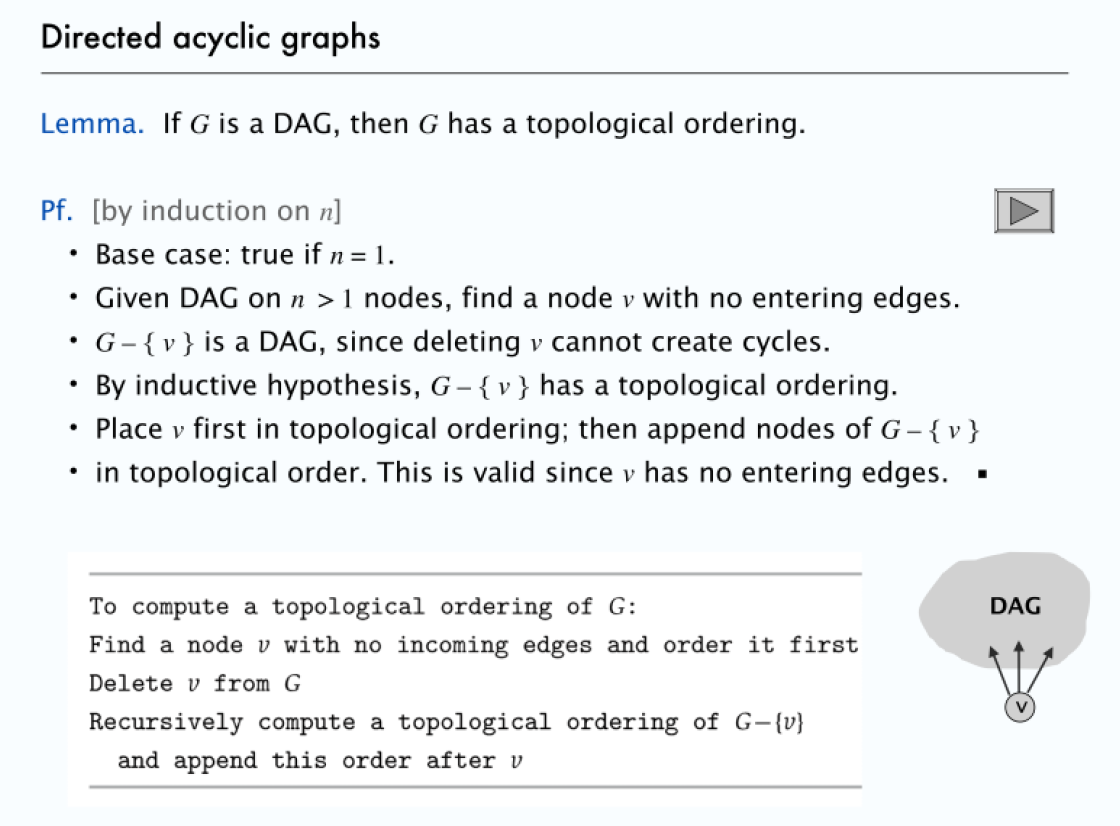 Directed acyclic graphs
Lemma. If G is a DAG, then G has a topological ordering.
Pf. [by induction on n]
• Base case: true if n = 1.
• Given DAG on n > 1 nodes, find a node v with no entering edges.
• G – { v } is a DAG, since deleting v cannot create cycles.
• By inductive hypothesis, G – { v } has a topological ordering.
• Place v first in topological ordering; then append nodes of G – { v }
• in topological order. This is valid since v has no entering edges. ▪
To compute a topological ordering of G:
Find a node v with no incoming edges and order it first
Delete v from G
Recursively compute a topological ordering of G−{v}
and append this order after v
DAG
v